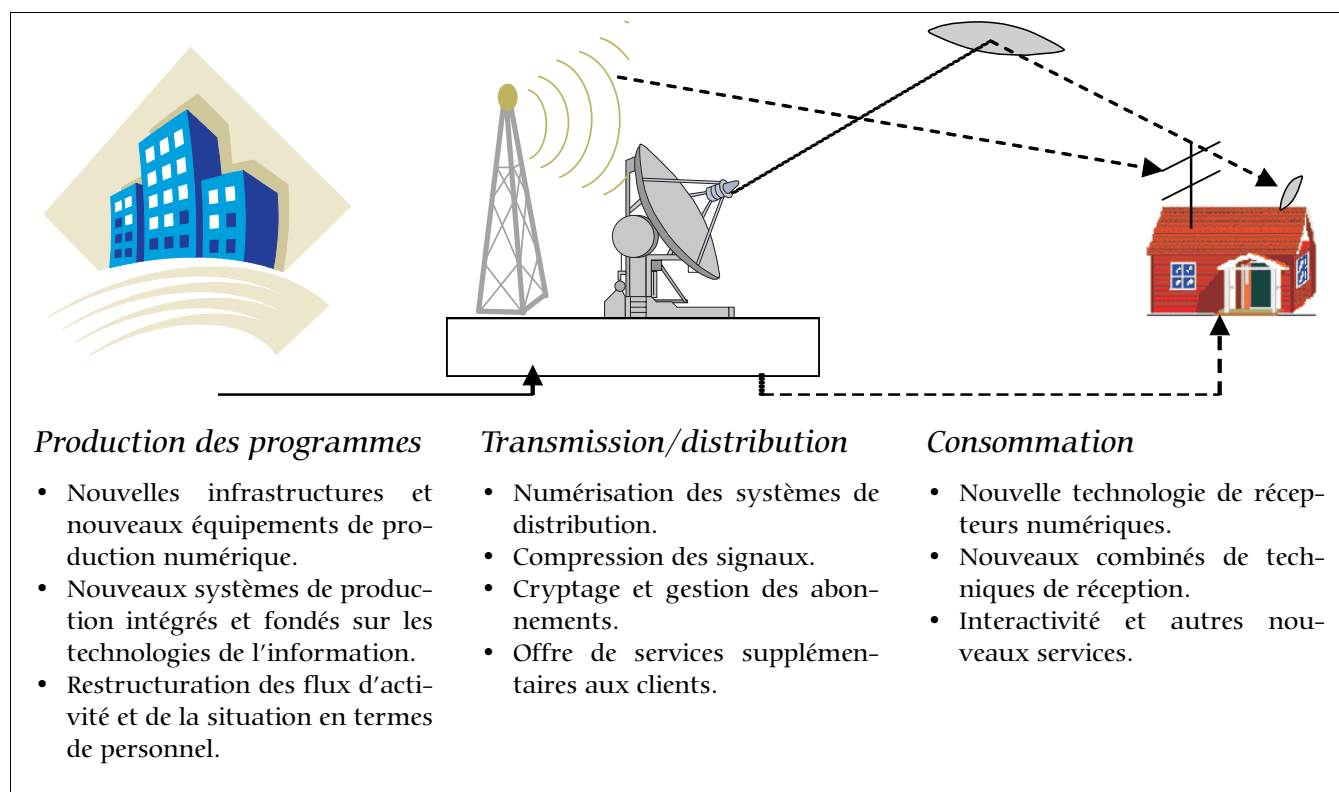 Production des programmes
• Nouvelles infrastructures et
nouveaux équipements de pro-
duction numérique.
• Nouveaux systèmes de produc-
tion intégrés et fondés sur les
technologies de l'information.
• Restructuration des flux d'acti-
vité et de la situation en termes
de personnel.
Transmission/distribution
• Numérisation des systèmes de
distribution.
• Compression des signaux.
• Cryptage et gestion des abon-
nements.
• Offre de services supplémen-
taires aux clients.
Consommation
• Nouvelle technologie de récep-
teurs numériques.
• Nouveaux combinés de tech-
niques de réception.
• Interactivité et autres nou-
veaux services.